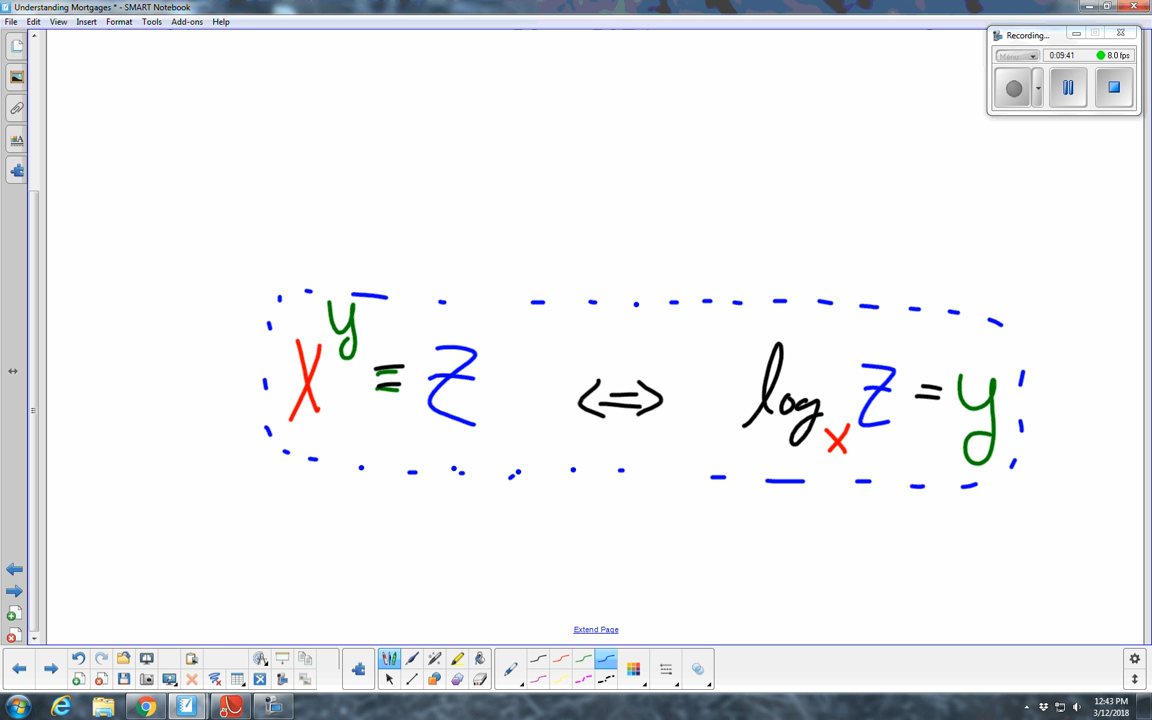 Understanding Mortgages * - SMART Notebook
File Edit View Insert Format Tools Add-ons Help
Recording...
Menu
0:09:41 8.0 fps
x^y = z <=> log_x z = y
Extend Page
12:43 PM
3/12/2018